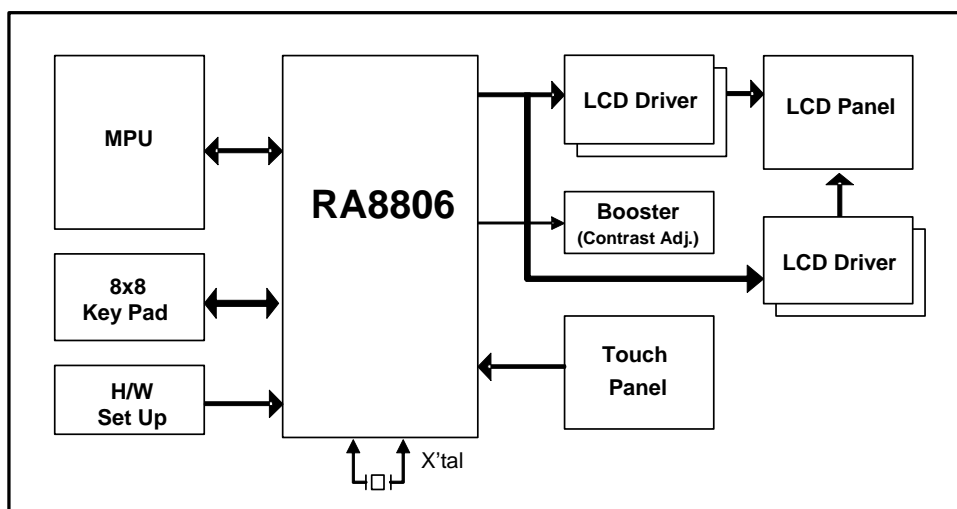 MPU
8x8
Key Pad
H/W
Set Up
RA8806
X'tal
LCD Driver
Booster
(Contrast Adj.)
Touch
Panel
LCD Panel
LCD Driver